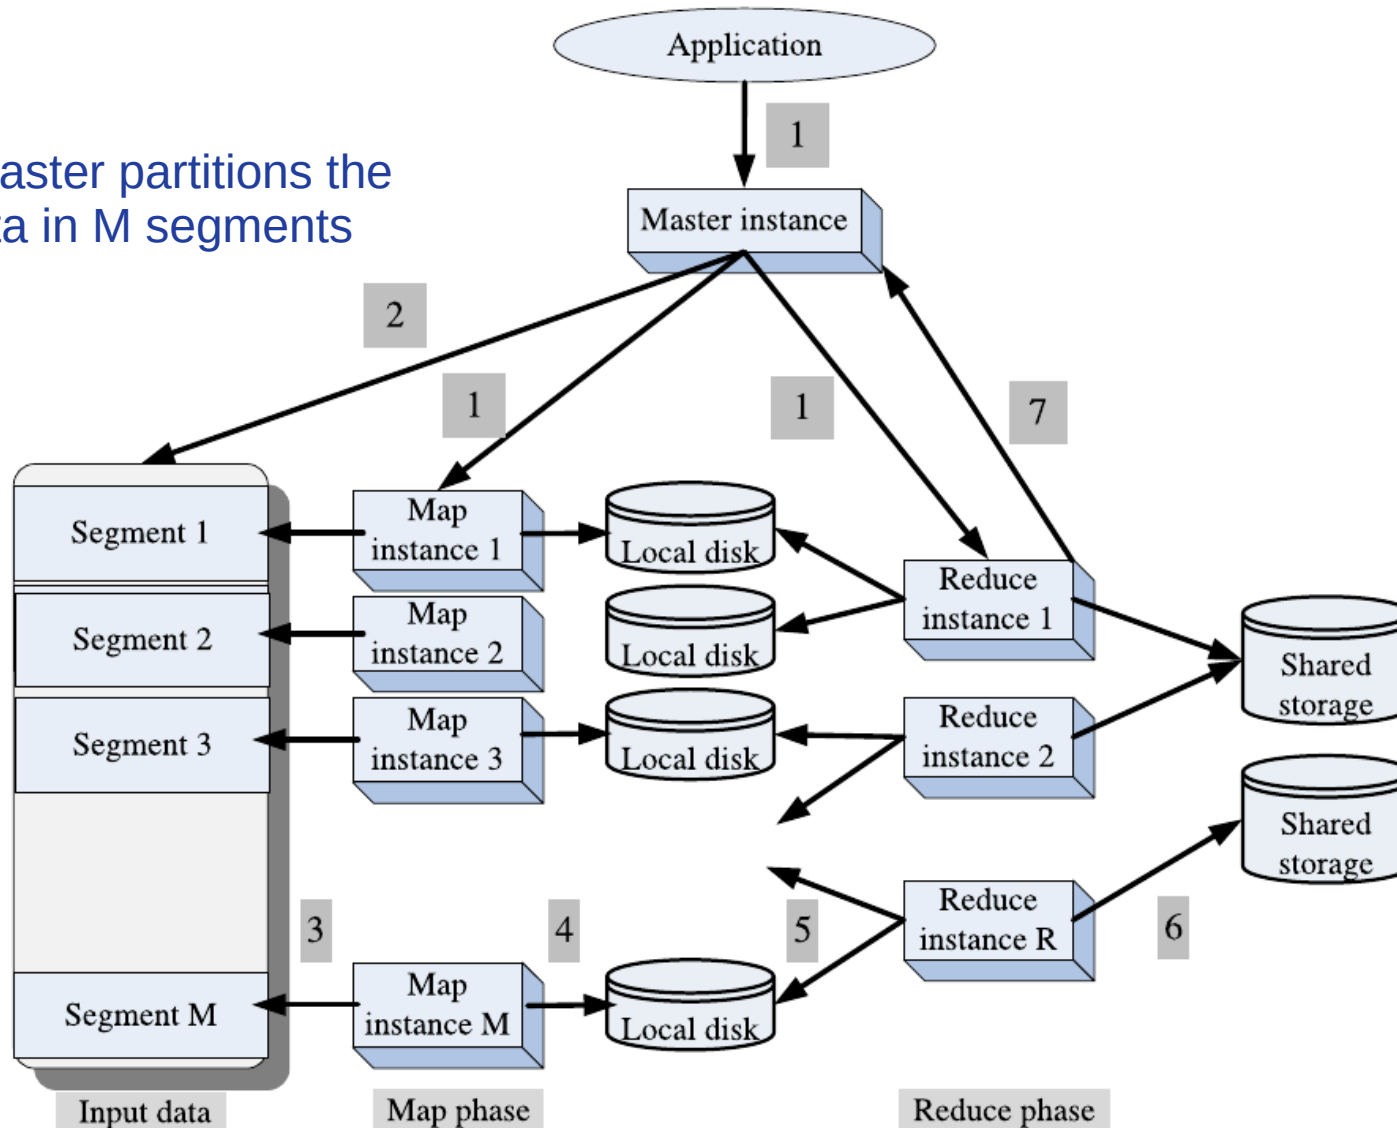 Application
1
aster partitions the
ta in M segments
Master instance
2
1
1
7
Segment 1
Map
instance 1
Local disk
Reduce
instance 1
Segment 2
Map
instance 2
Local disk
Shared
storage
Segment 3
Map
instance 3
Local disk
Reduce
instance 2
Shared
storage
3
4
5
Reduce
instance R
6
Segment M
Map
instance M
Local disk
Input data
Map phase
Reduce phase